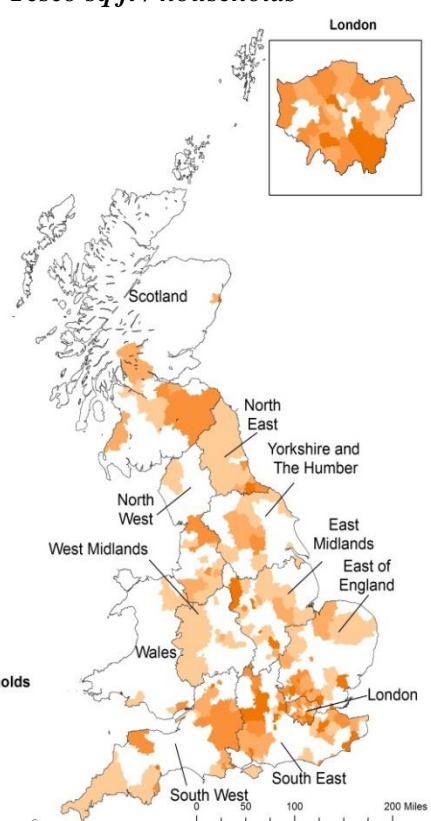 London
Scotland
North
East
Yorkshire and
The Humber
North
West
East
Midlands
West Midlands
East of
England
Wales
London
South East
South West
0 50 100 200 Miles